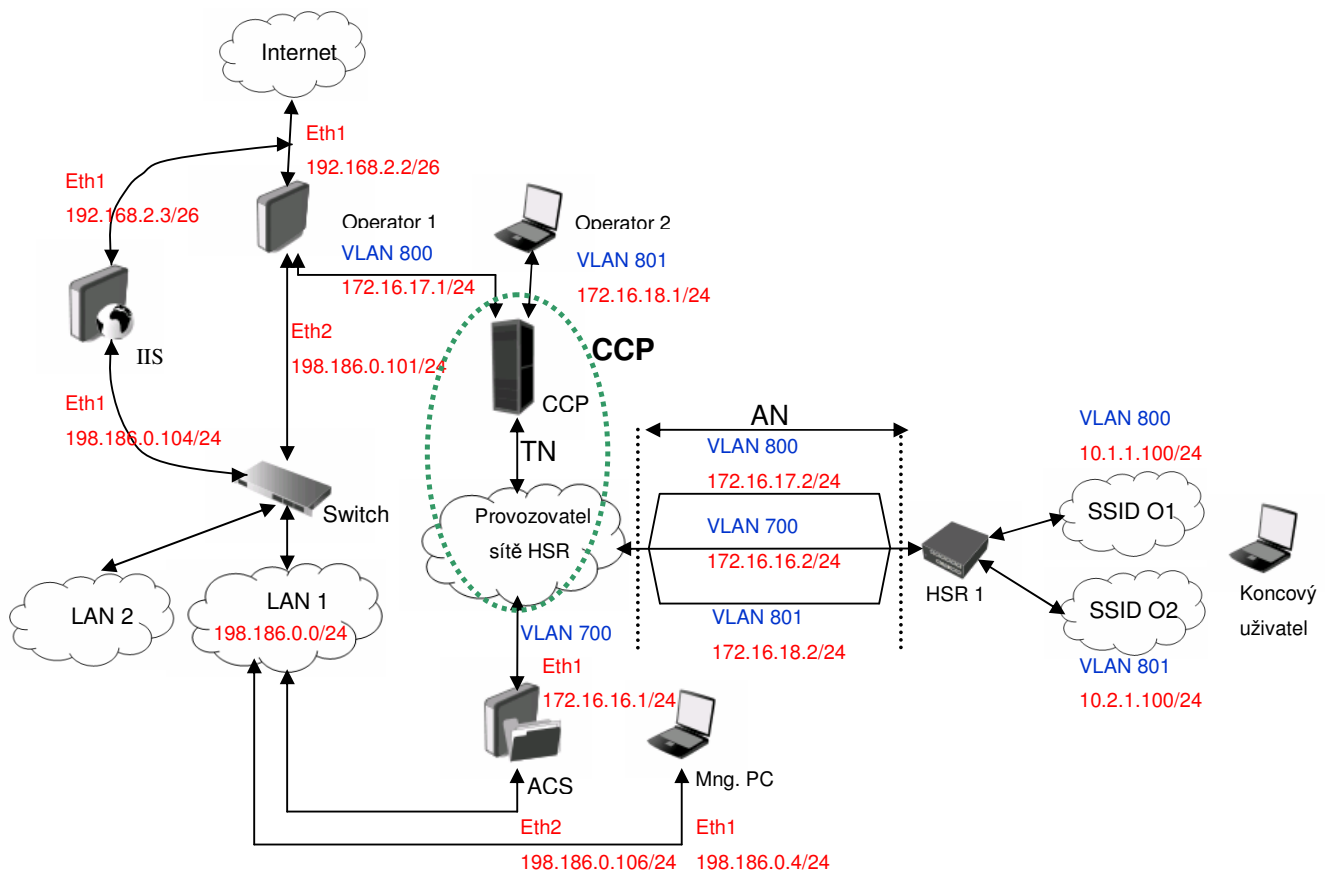 Internet
Eth1
192.168.2.2/26
Eth1
192.168.2.3/26
Operator 1
VLAN 800
172.16.17.1/24
Operator 2
VLAN 801
172.16.18.1/24
IIS
Eth2
198.186.0.101/24
CCP
CCP
TN
Eth1
198.186.0.104/24
Switch
Provozovatel
sítě HSR
AN
VLAN 800
172.16.17.2/24
VLAN 700
172.16.16.2/24
VLAN 801
172.16.18.2/24
HSR 1
VLAN 800
10.1.1.100/24
SSID O1
SSID O2
VLAN 801
10.2.1.100/24
Koncový
uživatel
LAN 2
LAN 1
198.186.0.0/24
VLAN 700
Eth1
172.16.16.1/24
ACS
Mng. PC
Eth2
198.186.0.106/24
Eth1
198.186.0.4/24